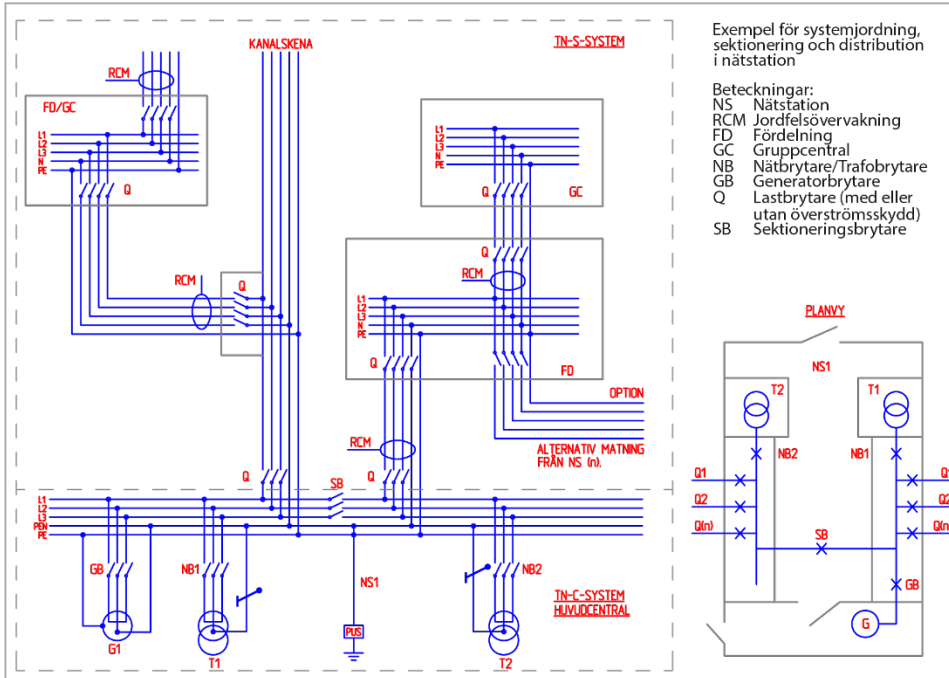 KANALSKENA
TN-S-SYSTEM
RCM
FD/GC
L1
L2
L3
N
PE
Q
RCM
Q
L1
L2
L3
N
PE
Q
GC
Q
RCM
L1
L2
L3
N
PE
Q
FD
OPTION
RCM
ALTERNATIV MATNING
FRÅN NS (n).
Q
SB
Q
L1
L2
L3
PEN
PE
GB
NB1
NS1
NB2
TN-C-SYSTEM
HUVUDCENTRAL
PUS
G1
T1
T2
Exempel för systemjordning,
sektionering och distribution
i nätstation
Beteckningar:
NS Nätstation
RCM Jordfelsövervakning
FD Fördelning
GC Gruppcentral
NB Nätbrytare/Trafobrytare
GB Generatorbrytare
Q Lastbrytare (med eller
utan överströmsskydd)
SB Sektioneringsbrytare
PLANVY
NS1
T2
T1
NB2
NB1
Q1
Q1
Q2
Q2
Q(n)
Q(n)
SB
GB
G